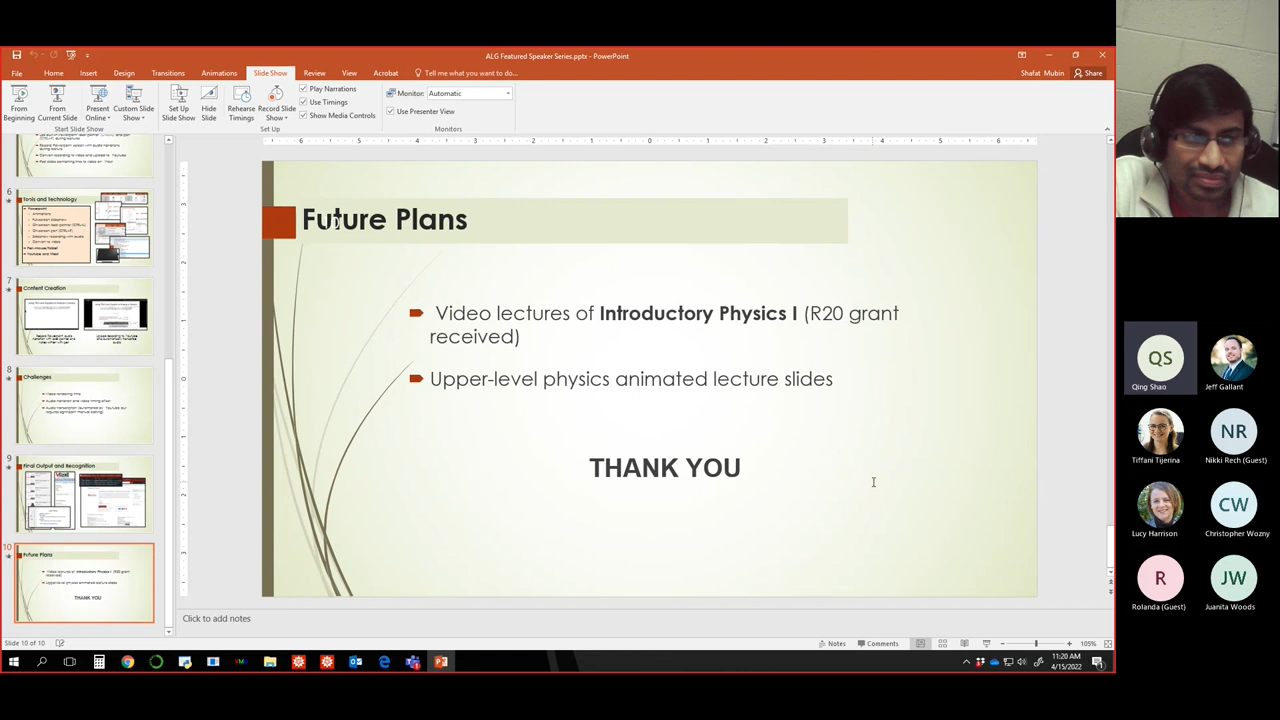 ALG Featured Speaker Series.pptx - PowerPoint
File Home Insert Design Transitions Animations Slide Show Review View Acrobat Tell me what you want to do... Shafat Mubin Share
From Beginning
From Current Slide
Present Online
Custom Slide Show
Start Slide Show
Set Up Slide Show
Hide Slide
Rehearse Timings
Record Slide Show
Play Narrations
Use Timings
Show Media Controls
Set Up
Monitor: Automatic
Use Presenter View
Monitors
6
Tools and Technology
7
Content Creation
8
Challenges
9
Final Output and Recognition
10
Future Plans
THANK YOU
Future Plans
Video lectures of Introductory Physics I (R20 grant
received)
Upper-level physics animated lecture slides
THANK YOU
Click to add notes
Slide 10 of 10
Notes Comments 105%
11:20 AM
4/15/2022
QS
Qing Shao
Jeff Gallant
Tiffani Tijerina
NR
Nikki Rech (Guest)
Lucy Harrison
CW
Christopher Wozny
R
Rolanda (Guest)
JW
Juanita Woods